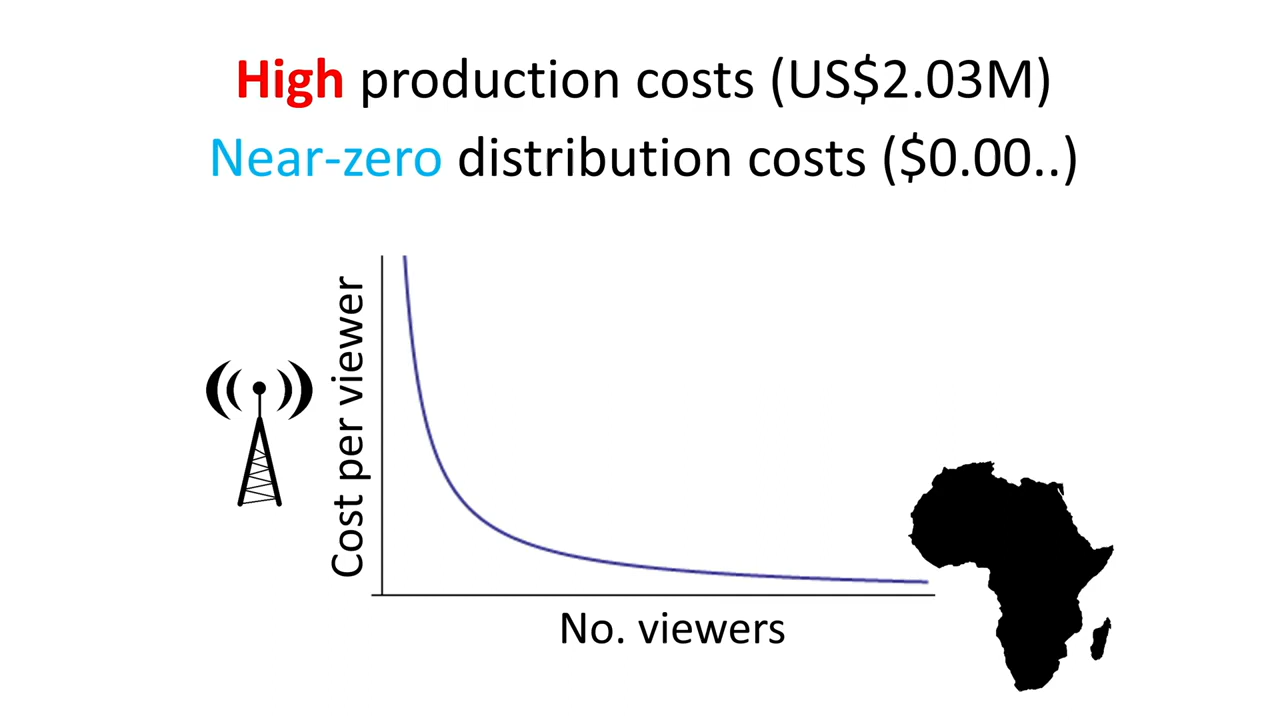 High production costs (US$2.03M)
Near-zero distribution costs ($0.00..)
Cost per viewer
No. viewers